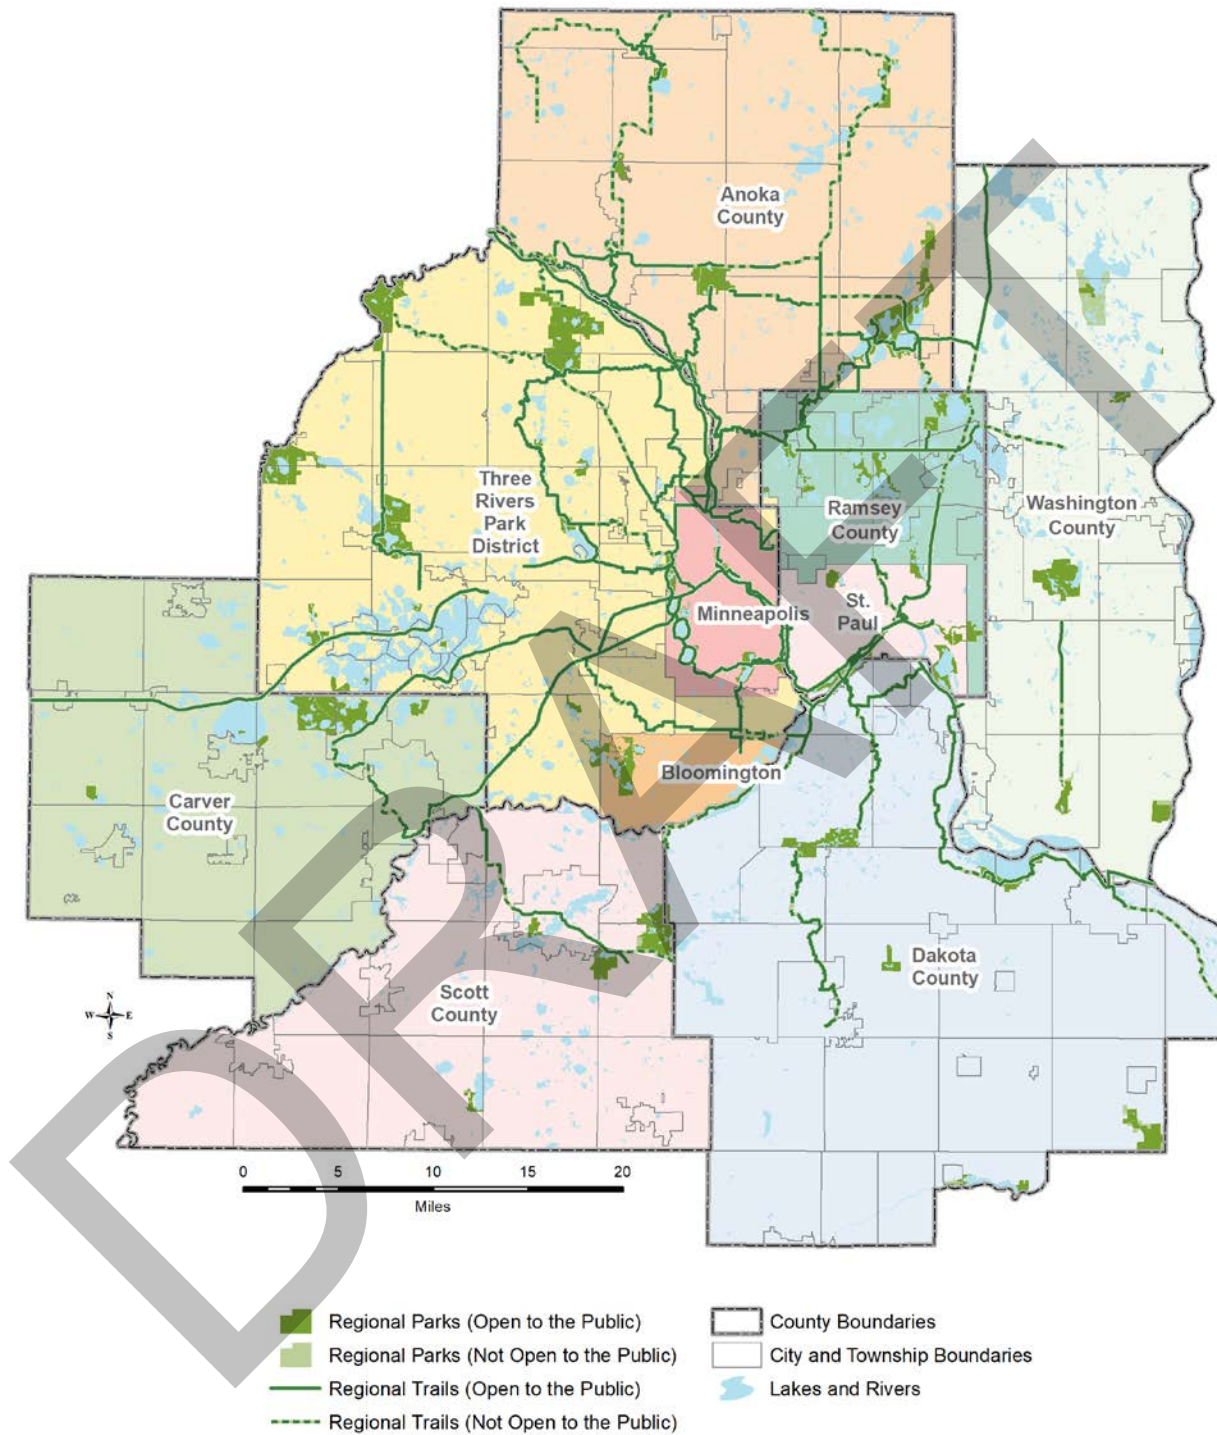 Anoka
County
Three
Rivers
Park
District
Ramsey
County
Washington
County
Minneapolis
St.
Paul
Bloomington
Carver
County
Dakota
County
Scott
County
N
W E
S
DRAFT
0 5 10 15 20
Miles
Regional Parks (Open to the Public)
Regional Parks (Not Open to the Public)
Regional Trails (Open to the Public)
Regional Trails (Not Open to the Public)
County Boundaries
City and Township Boundaries
Lakes and Rivers